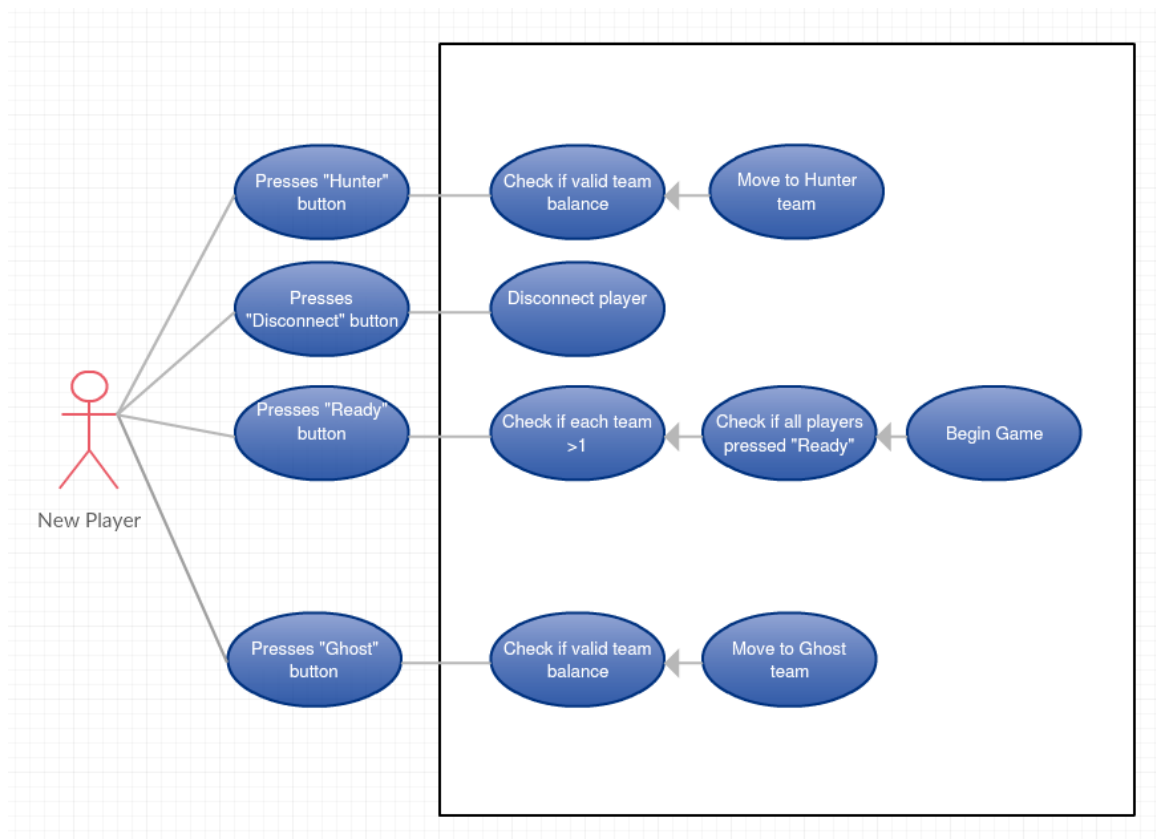 Presses "Hunter"
button
Check if valid team
balance
Move to Hunter
team
Presses
"Disconnect" button
Disconnect player
Presses "Ready"
button
Check if each team
>1
Check if all players
pressed "Ready"
Begin Game
New Player
Presses "Ghost"
button
Check if valid team
balance
Move to Ghost
team